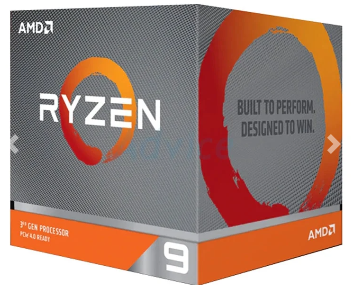 AMD
RYZEN
BUILT TO PERFORM.
DESIGNED TO WIN.
3rd GEN PROCESSOR
PCIe 4.0 READY
9
AMD